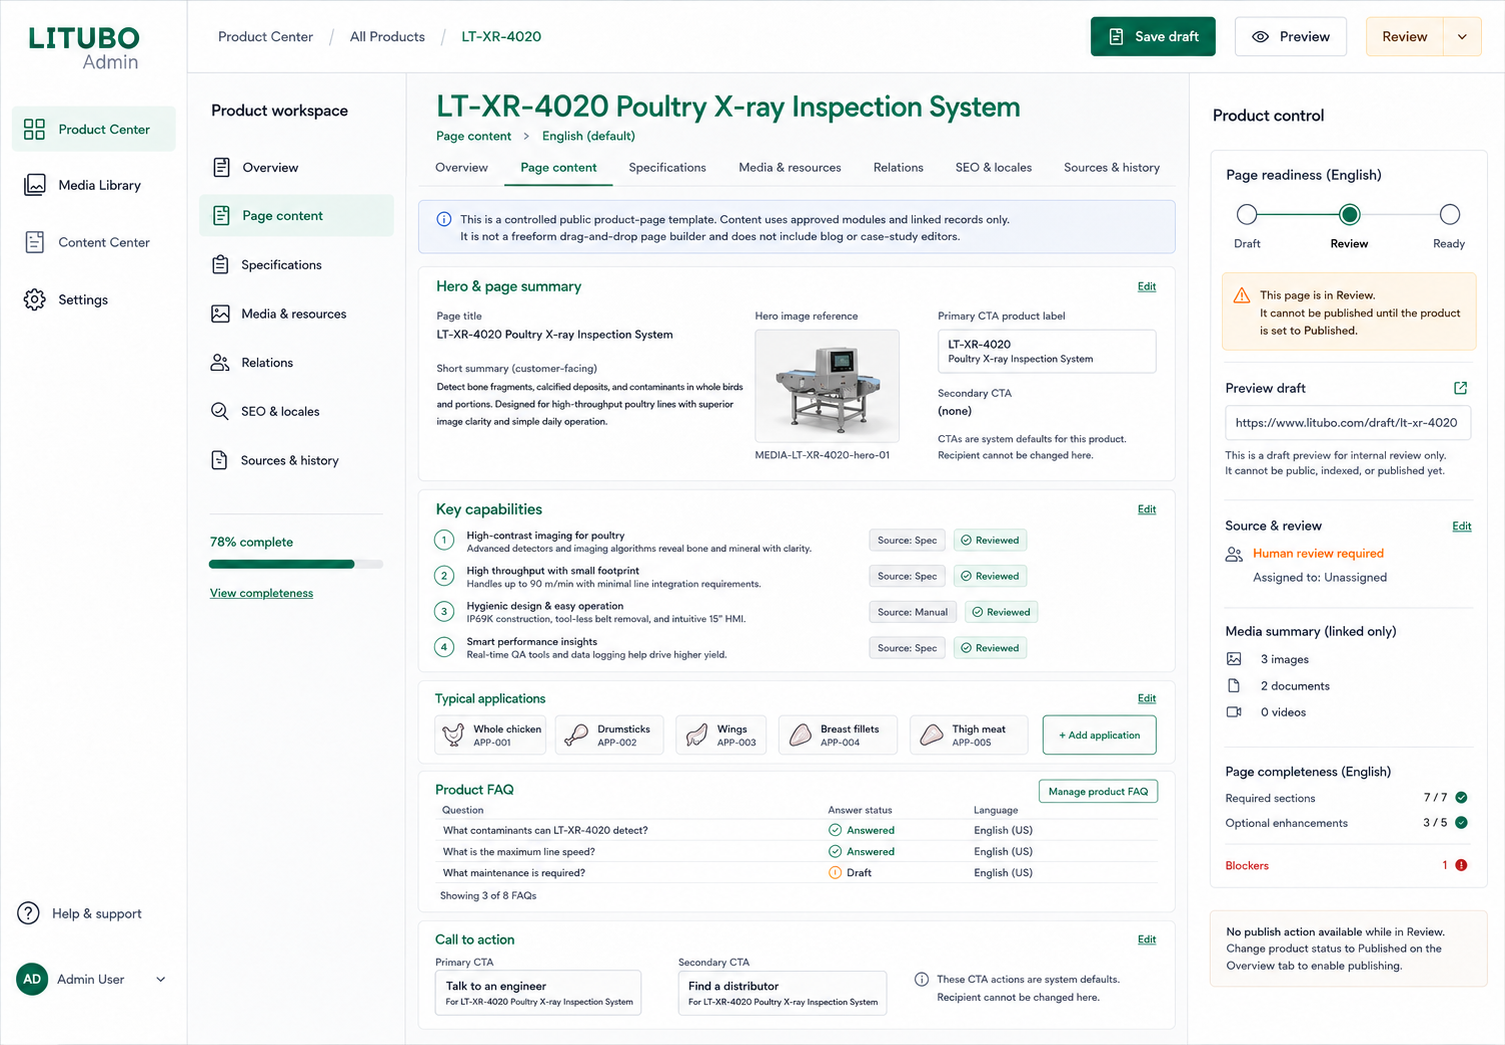 LITUBO
Admin
Product Center
Media Library
Content Center
Settings
Help & support
AD
Admin User
Product Center / All Products / LT-XR-4020
Save draft
Preview
Review
Product workspace
Overview
Page content
Specifications
Media & resources
Relations
SEO & locales
Sources & history
78% complete
View completeness
LT-XR-4020 Poultry X-ray Inspection System
Page content > English (default)
Overview
Page content
Specifications
Media & resources
Relations
SEO & locales
Sources & history
This is a controlled public product-page template. Content uses approved modules and linked records only.
It is not a freeform drag-and-drop page builder and does not include blog or case-study editors.
Hero & page summary
Edit
Page title
LT-XR-4020 Poultry X-ray Inspection System
Short summary (customer-facing)
Detect bone fragments, calcified deposits, and contaminants in whole birds
and portions. Designed for high-throughput poultry lines with superior
image clarity and simple daily operation.
Hero image reference
MEDIA-LT-XR-4020-hero-01
Primary CTA product label
LT-XR-4020
Poultry X-ray Inspection System
Secondary CTA
(none)
CTAs are system defaults for this product.
Recipient cannot be changed here.
Key capabilities
Edit
1
High-contrast imaging for poultry
Advanced detectors and imaging algorithms reveal bone and mineral with clarity.
Source: Spec
Reviewed
2
High throughput with small footprint
Handles up to 90 m/min with minimal line integration requirements.
Source: Spec
Reviewed
3
Hygienic design & easy operation
IP69K construction, tool-less belt removal, and intuitive 15" HMI.
Source: Manual
Reviewed
4
Smart performance insights
Real-time QA tools and data logging help drive higher yield.
Source: Spec
Reviewed
Typical applications
Edit
Whole chicken
APP-001
Drumsticks
APP-002
Wings
APP-003
Breast fillets
APP-004
Thigh meat
APP-005
+ Add application
Product FAQ
Manage product FAQ
Question
Answer status
Language
What contaminants can LT-XR-4020 detect?
Answered
English (US)
What is the maximum line speed?
Answered
English (US)
What maintenance is required?
Draft
English (US)
Showing 3 of 8 FAQs
Call to action
Edit
Primary CTA
Talk to an engineer
For LT-XR-4020 Poultry X-ray Inspection System
Secondary CTA
Find a distributor
For LT-XR-4020 Poultry X-ray Inspection System
These CTA actions are system defaults.
Recipient cannot be changed here.
Product control
Page readiness (English)
Draft
Review
Ready
This page is in Review.
It cannot be published until the product
is set to Published.
Preview draft
https://www.litubo.com/draft/lt-xr-4020
This is a draft preview for internal review only.
It cannot be public, indexed, or published yet.
Source & review
Edit
Human review required
Assigned to: Unassigned
Media summary (linked only)
3 images
2 documents
0 videos
Page completeness (English)
Required sections
7 / 7
Optional enhancements
3 / 5
Blockers
1
No publish action available while in Review.
Change product status to Published on the
Overview tab to enable publishing.